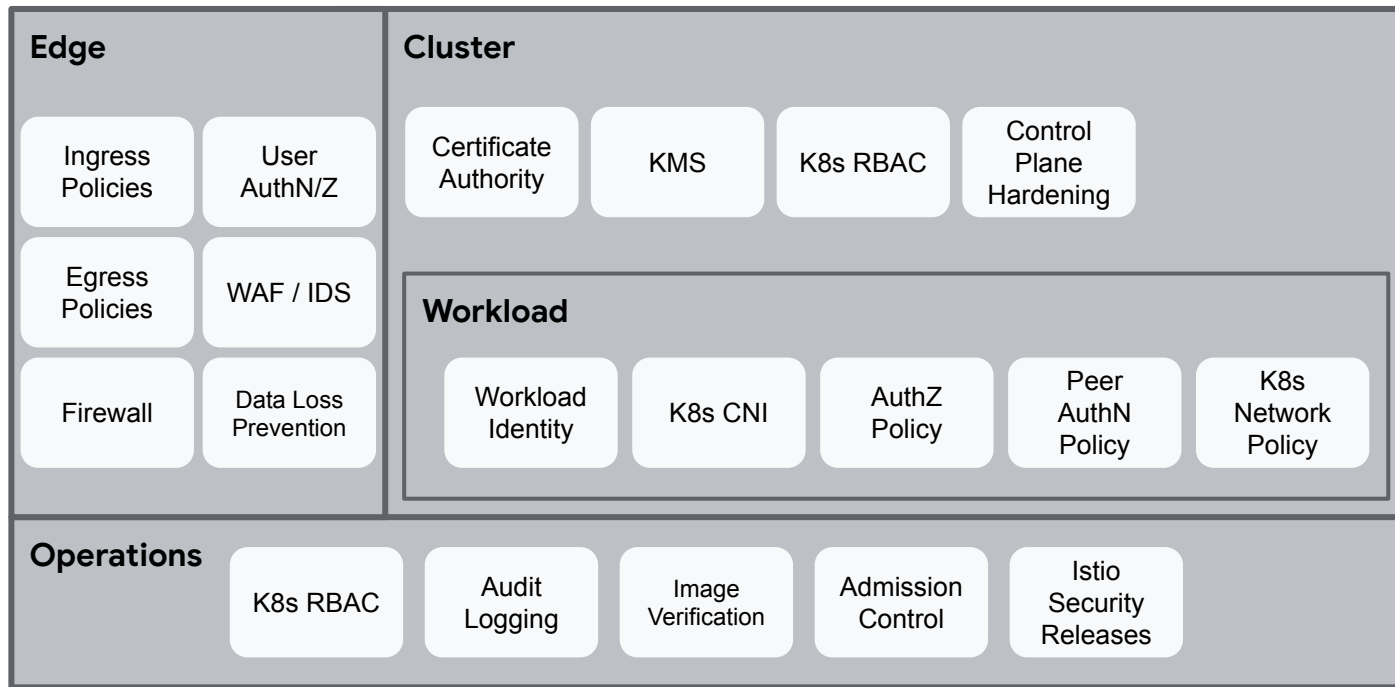 Edge
Ingress
Policies
User
AuthN/Z
Egress
Policies
WAF / IDS
Firewall
Data Loss
Prevention
Cluster
Certificate
Authority
KMS
K8s RBAC
Control
Plane
Hardening
Workload
Workload
Identity
K8s CNI
AuthZ
Policy
Peer
AuthN
Policy
K8s
Network
Policy
Operations
K8s RBAC
Audit
Logging
Image
Verification
Admission
Control
Istio
Security
Releases